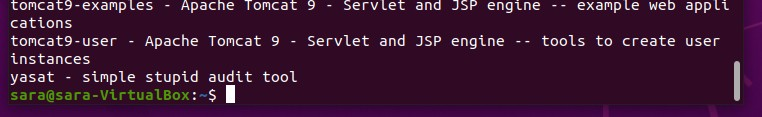 tomcat9-examples - Apache Tomcat 9 - Servlet and JSP engine -- example web appli
cations
tomcat9-user - Apache Tomcat 9 - Servlet and JSP engine -- tools to create user
instances
yasat - simple stupid audit tool
sara@sara-VirtualBox:~$